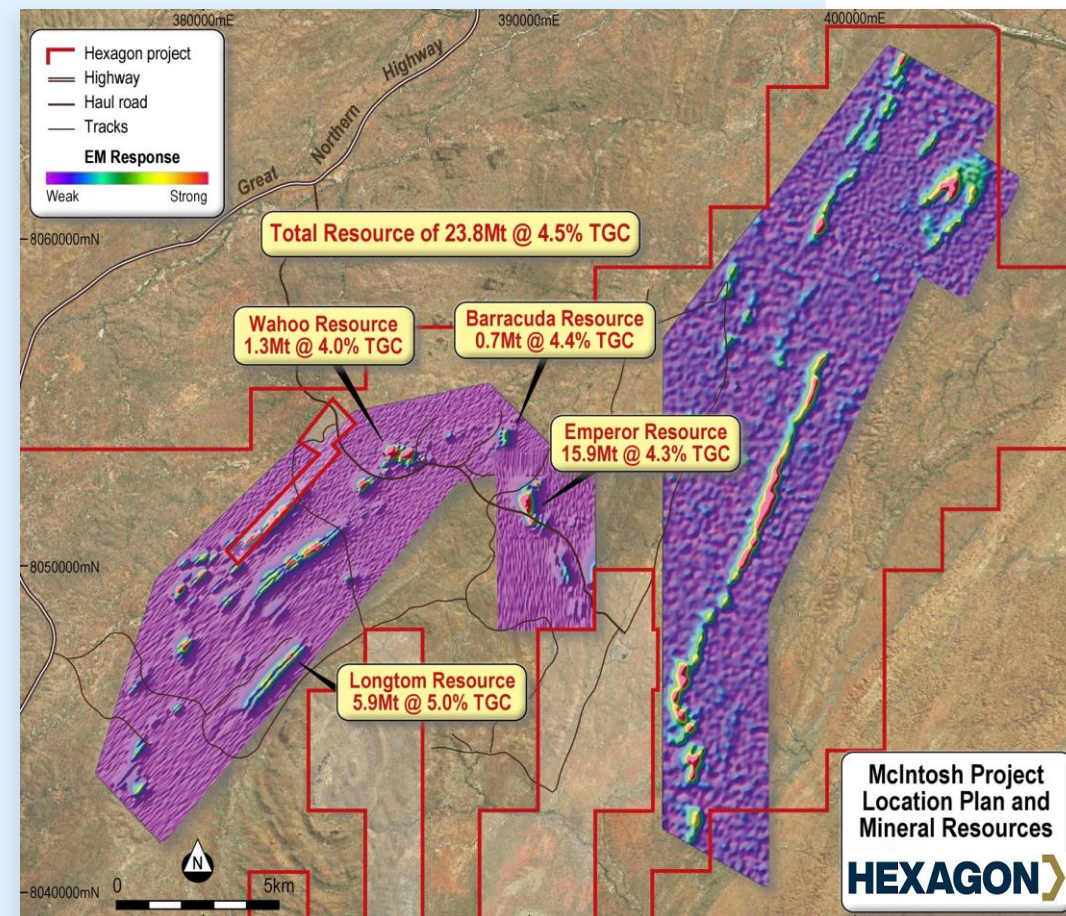 380000mE
390000mE
400000mE
Hexagon project
Highway
Haul road
Tracks
EM Response
Weak
Strong
Great Northern Highway
8060000mN
Total Resource of 23.8Mt @ 4.5% TGC
Wahoo Resource
1.3Mt @ 4.0% TGC
Barracuda Resource
0.7Mt @ 4.4% TGC
Emperor Resource
15.9Mt @ 4.3% TGC
8050000mN
Longtom Resource
5.9Mt @ 5.0% TGC
McIntosh Project
Location Plan and
Mineral Resources
HEXAGON
N
0
5km
8040000mN